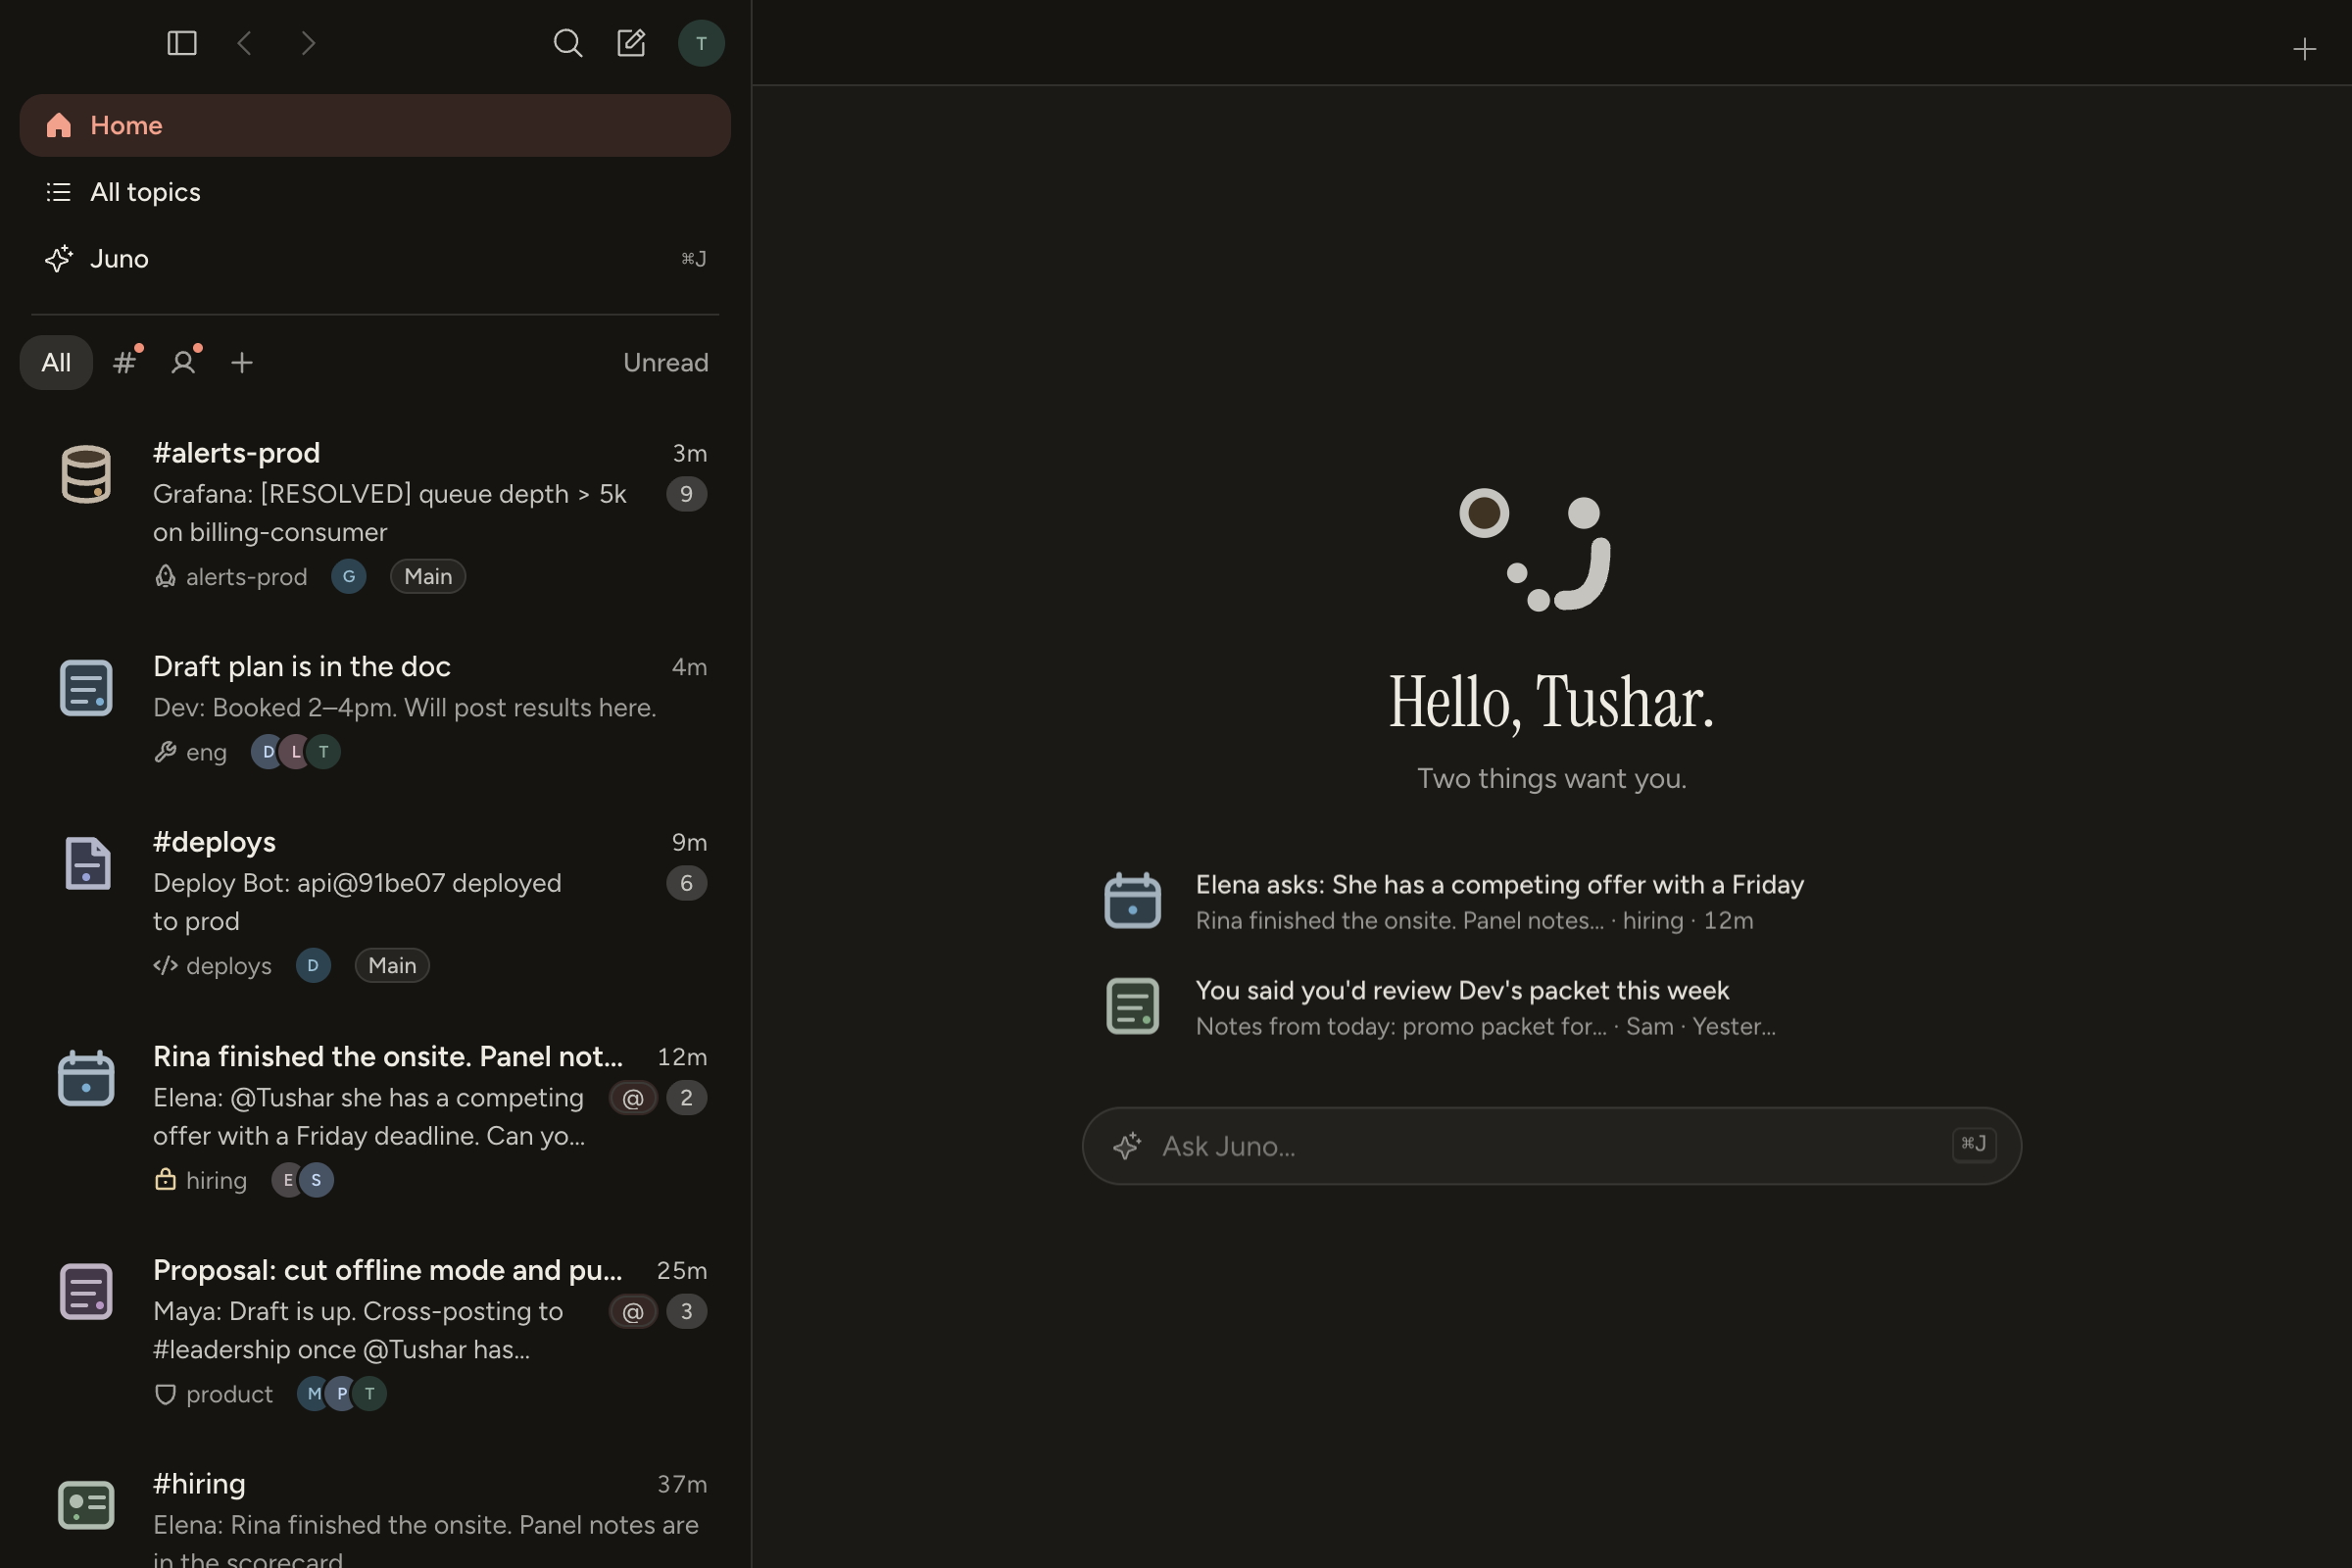 T
Home
All topics
Juno ⌘J
All # Unread
#alerts-prod 3m
Grafana: [RESOLVED] queue depth > 5k 9
on billing-consumer
alerts-prod G Main
Draft plan is in the doc 4m
Dev: Booked 2–4pm. Will post results here.
eng D L T
#deploys 9m
Deploy Bot: api@91be07 deployed 6
to prod
</> deploys D Main
Rina finished the onsite. Panel not... 12m
Elena: @Tushar she has a competing @ 2
offer with a Friday deadline. Can yo...
hiring E S
Proposal: cut offline mode and pu... 25m
Maya: Draft is up. Cross-posting to @ 3
#leadership once @Tushar has...
product M P T
#hiring 37m
Elena: Rina finished the onsite. Panel notes are
in the scorecard
Hello, Tushar.
Two things want you.
Elena asks: She has a competing offer with a Friday
Rina finished the onsite. Panel notes... · hiring · 12m
You said you'd review Dev's packet this week
Notes from today: promo packet for... · Sam · Yester...
Ask Juno... ⌘J